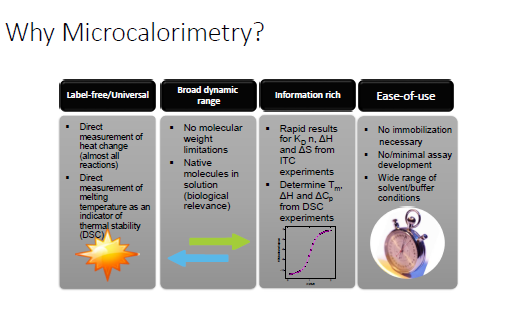 Why Microcalorimetry?
Label-free/Universal
▪ Direct
measurement of
heat change
(almost all
reactions)
▪ Direct
measurement of
melting
temperature as an
indicator of
thermal stability
(DSC)
Broad dynamic
range
▪ No molecular
weight
limitations
▪ Native
molecules in
solution
(biological
relevance)
Information rich
▪ Rapid results
for KD n, ΔH
and ΔS from
ITC
experiments
▪ Determine Tm,
ΔH and ΔCp
from DSC
experiments
Ease-of-use
▪ No immobilization
necessary
▪ No/minimal assay
development
▪ Wide range of
solvent/buffer
conditions